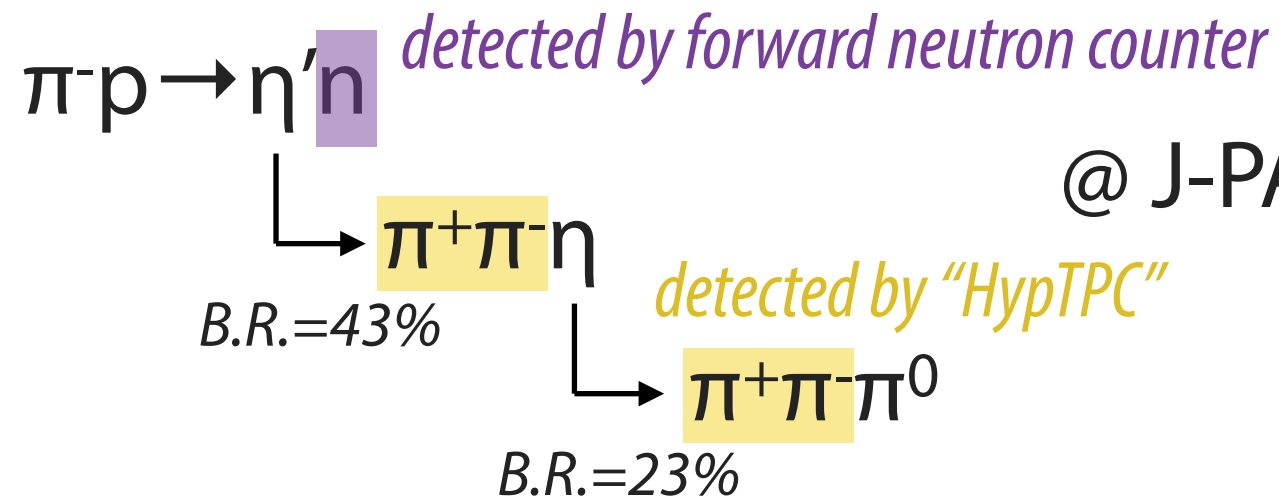 π⁻p → η′n detected by forward neutron counter
@ J-PA
π⁺π⁻η
detected by “HypTPC”
B.R.=43%
π⁺π⁻π⁰
B.R.=23%